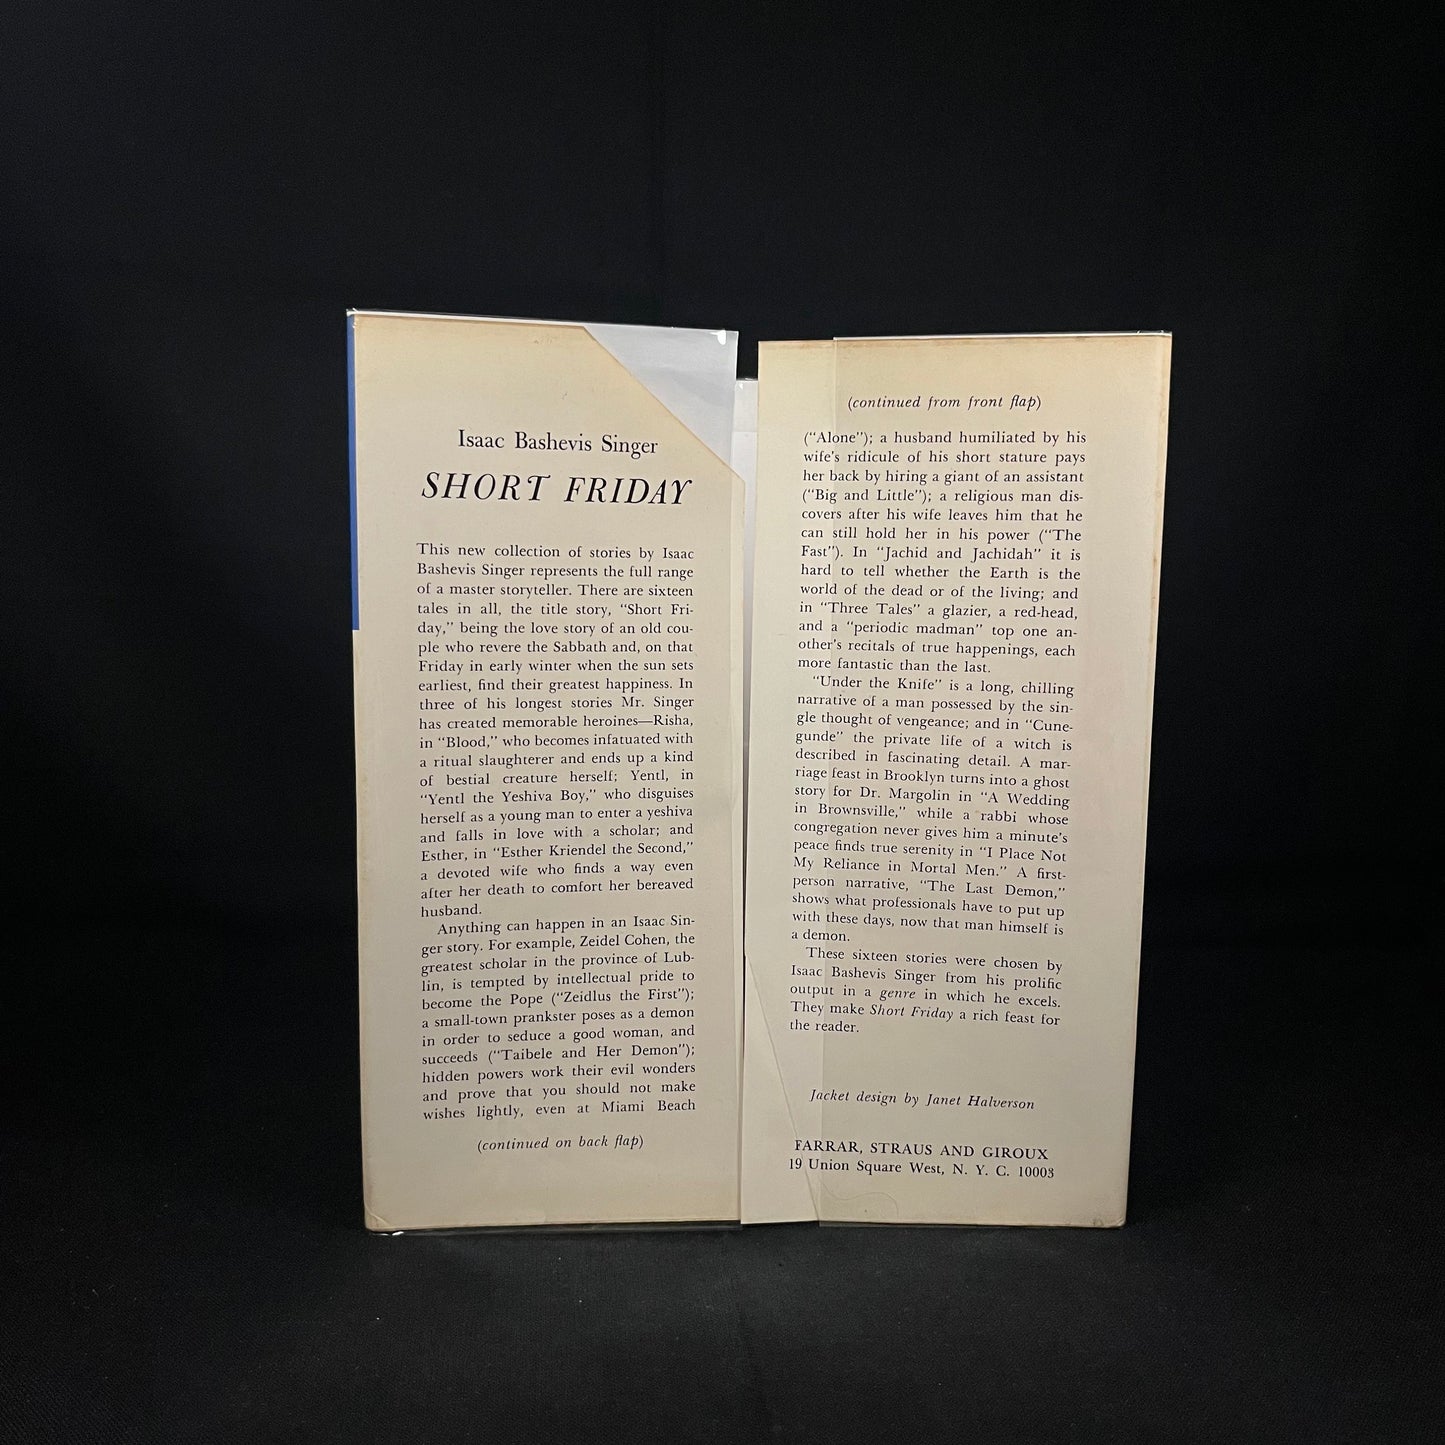 Isaac Bashevis Singer
SHORT FRIDAY
This new collection of stories by Isaac
Bashevis Singer represents the full range
of a master storyteller. There are sixteen
tales in all, the title story, “Short Fri-
day,” being the love story of an old cou-
ple who revere the Sabbath and, on that
Friday in early winter when the sun sets
earliest, find their greatest happiness. In
three of his longest stories Mr. Singer
has created memorable heroines—Risha,
in “Blood,” who becomes infatuated with
a ritual slaughterer and ends up a kind
of bestial creature herself; Yentl, in
“Yentl the Yeshiva Boy,” who disguises
herself as a young man to enter a yeshiva
and falls in love with a scholar; and
Esther, in “Esther Kriendel the Second,”
a devoted wife who finds a way even
after her death to comfort her bereaved
husband.
Anything can happen in an Isaac Sin-
ger story. For example, Zeidel Cohen, the
greatest scholar in the province of Lub-
lin, is tempted by intellectual pride to
become the Pope (“Zeidlus the First”);
a small-town prankster poses as a demon
in order to seduce a good woman, and
succeeds (“Taibele and Her Demon”);
hidden powers work their evil wonders
and prove that you should not make
wishes lightly, even at Miami Beach
(continued on back flap)
(continued from front flap)
(“Alone”); a husband humiliated by his
wife’s ridicule of his short stature pays
her back by hiring a giant of an assistant
(“Big and Little”); a religious man dis-
covers after his wife leaves him that he
can still hold her in his power (“The
Fast”). In “Jachid and Jachidah” it is
hard to tell whether the Earth is the
world of the dead or of the living; and
in “Three Tales” a glazier, a red-head,
and a “periodic madman” top one an-
other’s recitals of true happenings, each
more fantastic than the last.
“Under the Knife” is a long, chilling
narrative of a man possessed by the sin-
gle thought of vengeance; and in “Cune-
gunde” the private life of a witch is
described in fascinating detail. A mar-
riage feast in Brooklyn turns into a ghost
story for Dr. Margolin in “A Wedding
in Brownsville,” while a rabbi whose
congregation never gives him a minute’s
peace finds true serenity in “I Place Not
My Reliance in Mortal Men.” A first-
person narrative, “The Last Demon,”
shows what professionals have to put up
with these days, now that man himself is
a demon.
These sixteen stories were chosen by
Isaac Bashevis Singer from his prolific
output in a genre in which he excels.
They make Short Friday a rich feast for
the reader.
Jacket design by Janet Halverson
FARRAR, STRAUS AND GIROUX
19 Union Square West, N. Y. C. 10003